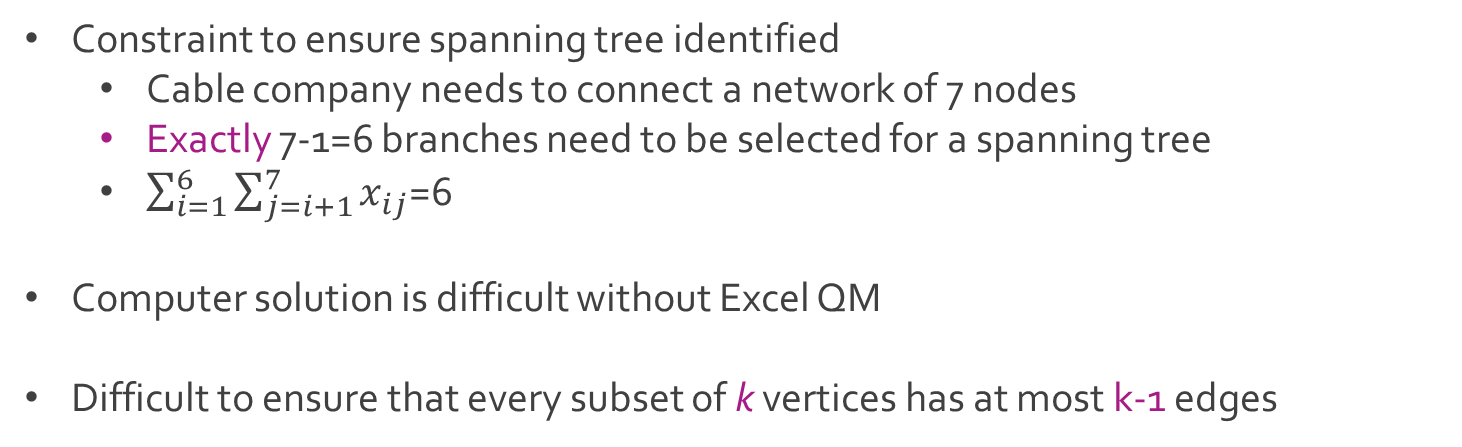 • Constraint to ensure spanning tree identified
• Cable company needs to connect a network of 7 nodes
• Exactly 7-1=6 branches need to be selected for a spanning tree
• ∑_{i=1}^{6} ∑_{j=i+1}^{7} x_{ij}=6
• Computer solution is difficult without Excel QM
• Difficult to ensure that every subset of k vertices has at most k-1 edges